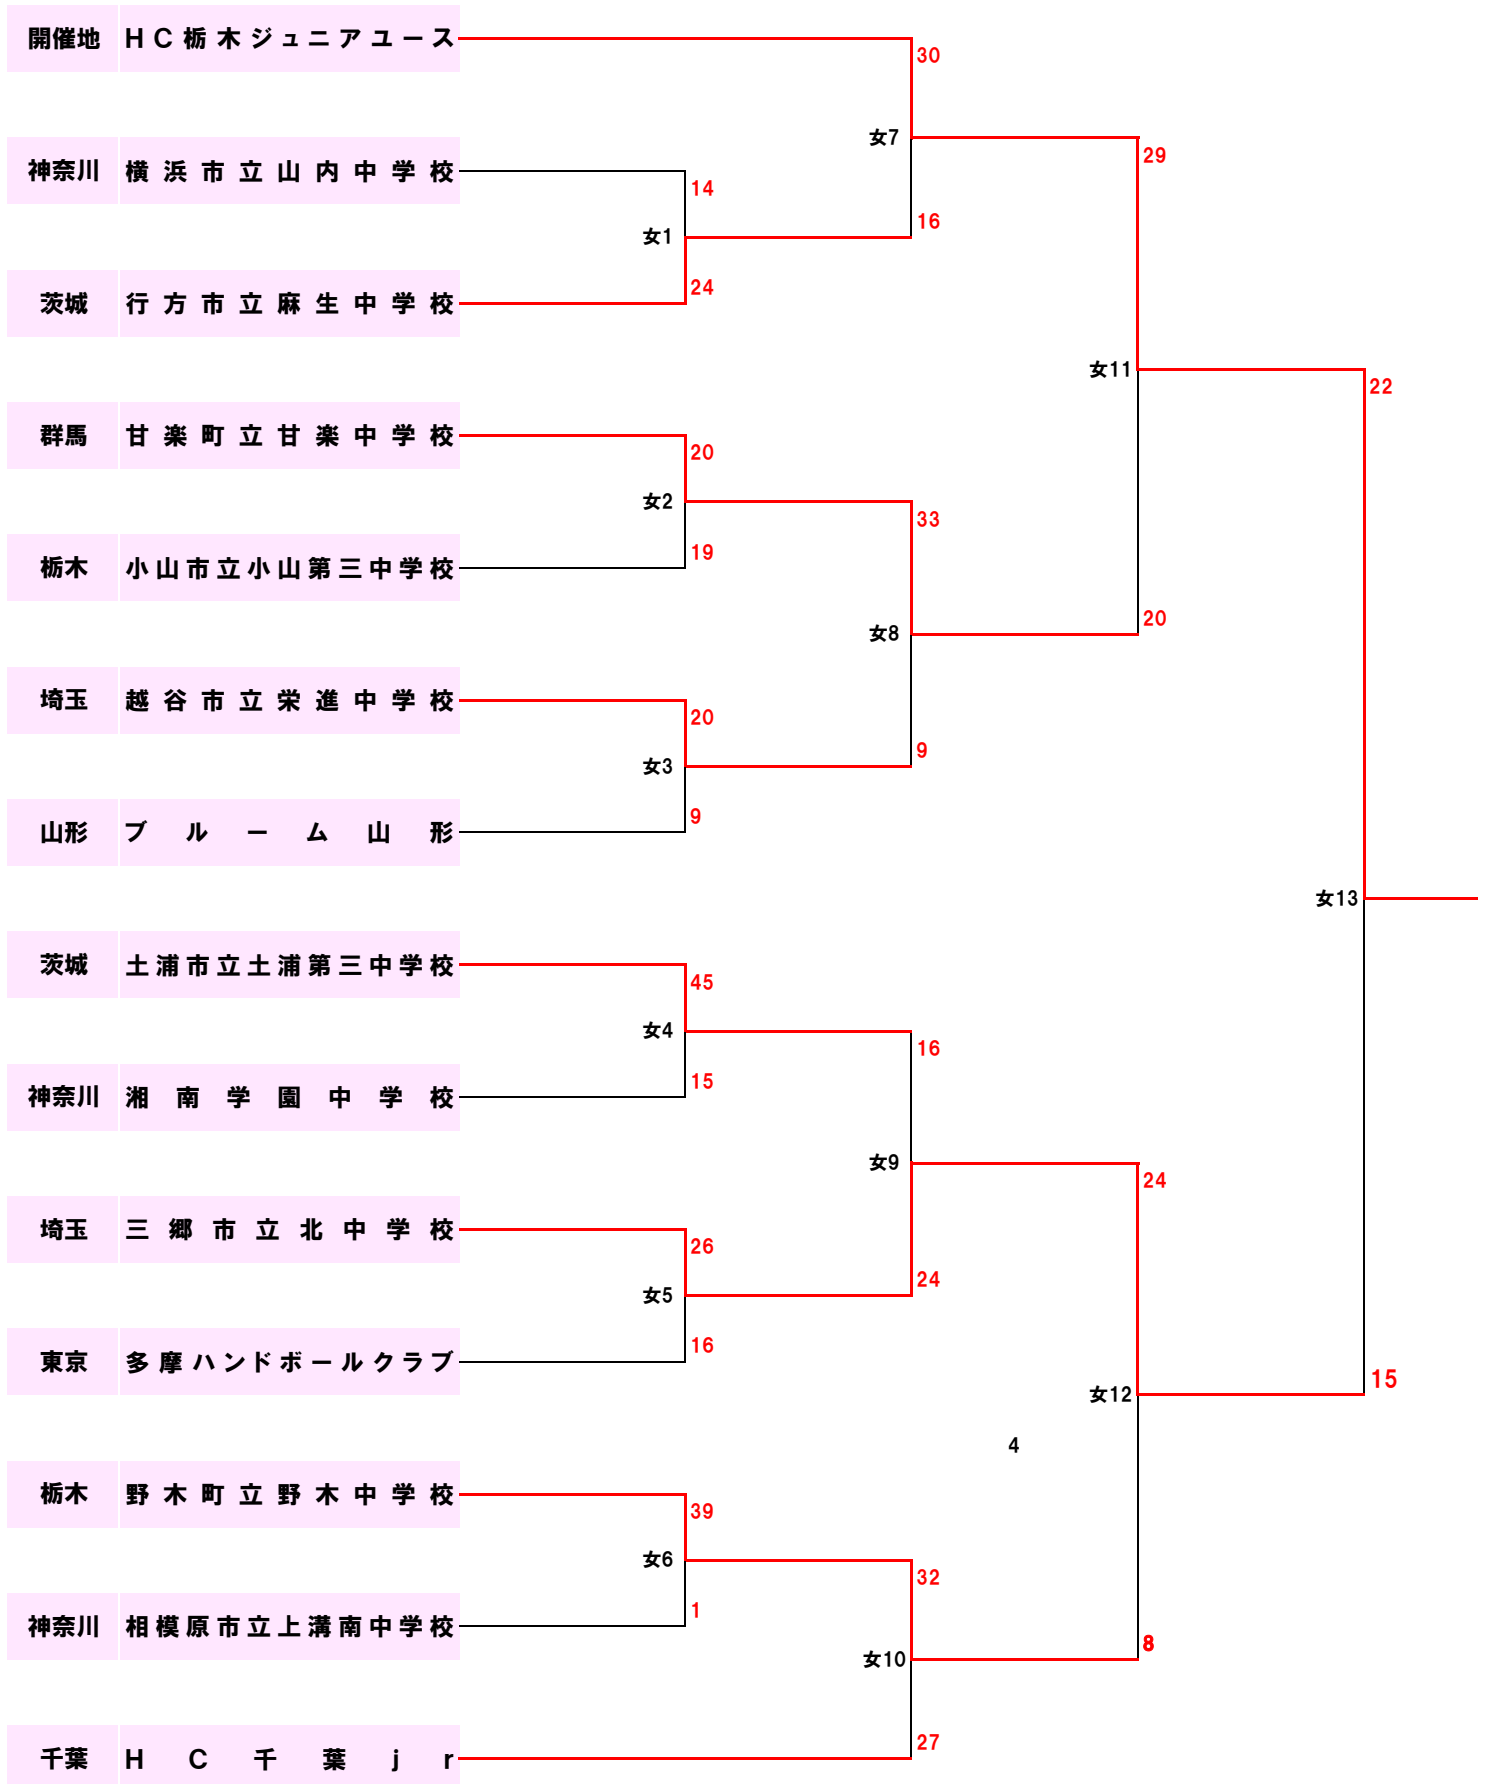 開催地 HC栃木ジュニアユース
30
女7
29
神奈川 横浜市立山内中学校
14
16
女1
24
茨城 行方市立麻生中学校
女11
22
群馬 甘楽町立甘楽中学校
20
女2
33
19
栃木 小山市立小山第三中学校
女8
20
埼玉 越谷市立栄進中学校
20
女3
9
9
山形 ブルーム山形
女13
茨城 土浦市立土浦第三中学校
45
女4
16
15
神奈川 湘南学園中学校
女9
24
埼玉 三郷市立北中学校
26
女5
24
16
東京 多摩ハンドボールクラブ
女12
15
4
栃木 野木町立野木中学校
39
女6
32
1
神奈川 相模原市立上溝南中学校
女10
8
27
千葉 HC千葉jr